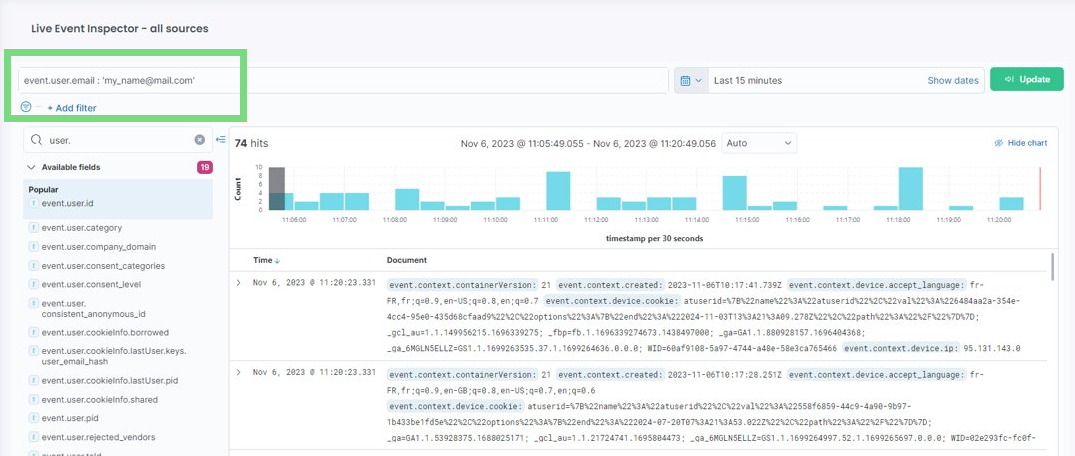 Live Event Inspector - all sources
event.user.email : 'my_name@mail.com'
Last 15 minutes
Show dates
Update
+ Add filter
user.
74 hits
Nov 6, 2023 @ 11:05:49.055 - Nov 6, 2023 @ 11:20:49.056
Auto
Hide chart
Available fields
19
Popular
event.user.id
event.user.category
event.user.company_domain
event.user.consent_categories
event.user.consent_level
event.user.
consistent_anonymous_id
event.user.cookieInfo.borrowed
event.user.cookieInfo.lastUser.keys.
user_email_hash
event.user.cookieInfo.lastUser.pid
event.user.cookieInfo.shared
event.user.pid
event.user.rejected_vendors
Count
10
8
6
4
2
0
11:06:00
11:07:00
11:08:00
11:09:00
11:10:00
11:11:00
11:12:00
11:13:00
11:14:00
11:15:00
11:16:00
11:17:00
11:18:00
11:19:00
11:20:00
timestamp per 30 seconds
Time
Document
Nov 6, 2023 @ 11:20:23.331
event.context.containerVersion: 21 event.context.created: 2023-11-06T10:17:41.739Z event.context.device.accept_language: fr-
FR,fr;q=0.9,en-US;q=0.8,en;q=0.7 event.context.device.cookie: atuserid=%7B%22name%22%3A%22atuserid%22%2C%22val%22%3A%226484aa2a-354e-
4cc4-95e0-435d68cfaad9%22%2C%22options%22%3A%7B%22end%22%3A%222024-11-03T13%3A21%3A09.278Z%22%2C%22path%22%3A%22%2F%22%7D%7D;
_gcl_au=1.1.149956215.1696339275; _fbp=fb.1.1696339274673.1438497000; _ga=GA1.1.880928157.1696404368;
_ga_6MGLN5ELLZ=GS1.1.1699263535.37.1.1699264636.0.0.0; WID=60af9108-5a97-4744-a48e-58e3ca765466 event.context.device.ip: 95.131.143.0
Nov 6, 2023 @ 11:20:23.331
event.context.containerVersion: 21 event.context.created: 2023-11-06T10:17:28.251Z event.context.device.accept_language: fr-
FR,fr;q=0.9,en-GB;q=0.8,en-US;q=0.7,en;q=0.6
event.context.device.cookie: atuserid=%7B%22name%22%3A%22atuserid%22%2C%22val%22%3A%22558f6859-44c9-4a90-9b97-
1b433be1fd5e%22%2C%22options%22%3A%7B%22end%22%3A%222024-07-20T07%3A21%3A53.022Z%22%2C%22path%22%3A%22%2F%22%7D%7D;
_ga=GA1.1.53928375.1688025171; _gcl_au=1.1.21724741.1695804473; _ga_6MGLN5ELLZ=GS1.1.1699264997.52.1.1699265697.0.0.0; WID=02e293fc-fc0f-